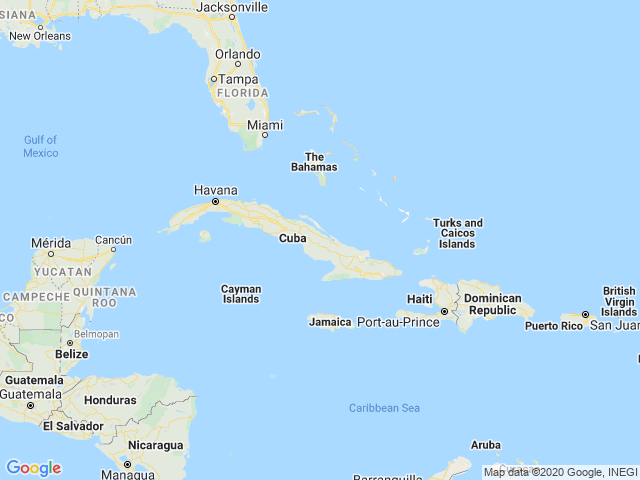 Jacksonville
SIANA
New Orleans
Orlando
Tampa
FLORIDA
Miami
Gulf of
Mexico
The
Bahamas
Havana
Turks and
Caicos
Islands
Cuba
Mérida
Cancún
YUCATAN
CAMPECHE
QUINTANA
ROO
CO
Cayman
Islands
Haiti
Dominican
Republic
British
Virgin
Islands
Jamaica
Port-au-Prince
Puerto Rico
San Juan
Belmopan
Belize
Guatemala
Guatemala
Honduras
Caribbean Sea
El Salvador
Nicaragua
Aruba
Managua
Barranquilla
Google
Map data ©2020 Google, INEGI